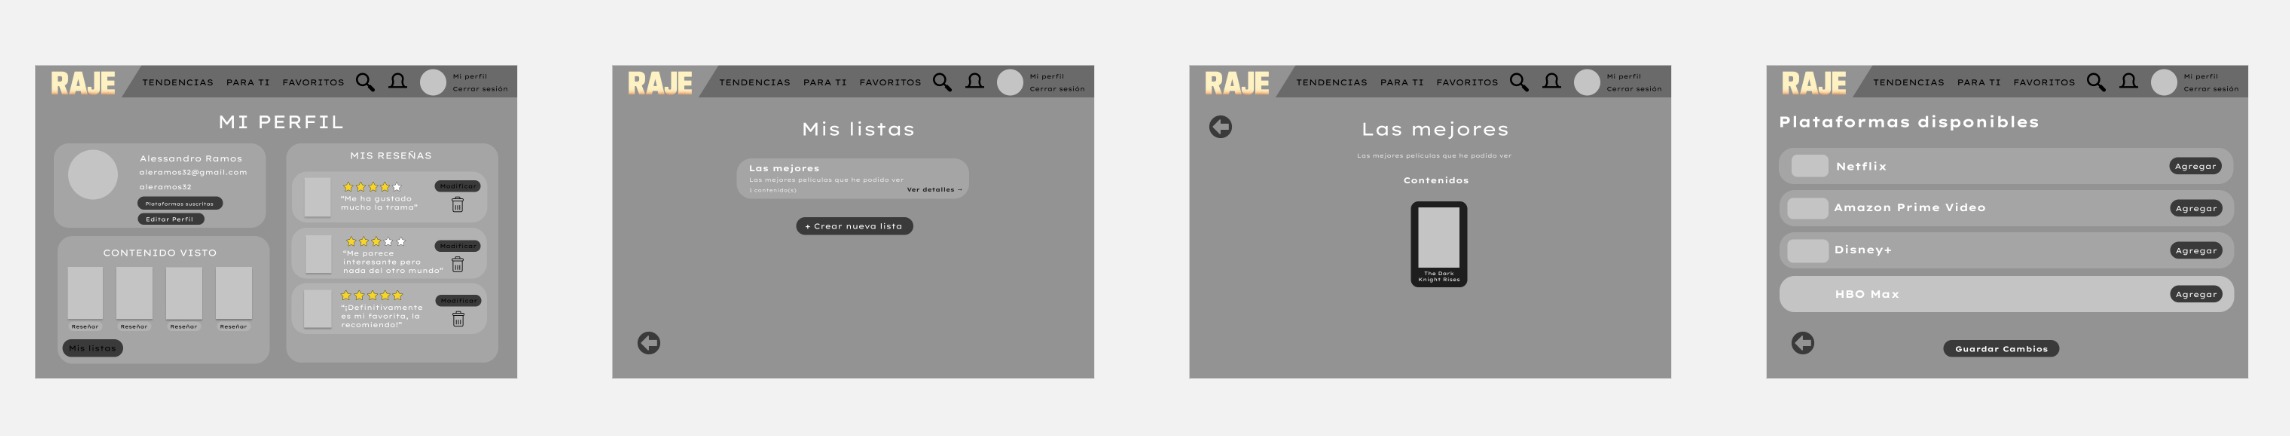 RAJE
TENDENCIAS PARA TI FAVORITOS
Mi perfil
Cerrar sesión
MI PERFIL
Alessandro Ramos
aleramos32@gmail.com
aleramos32
Plataformas suscritas
Editar Perfil
CONTENIDO VISTO
Reseñar Reseñar Reseñar Reseñar
Mis listas
MIS RESEÑAS
Modificar
"Me ha gustado
mucho la trama"
Modificar
"Me parece
interesante pero
nada del otro mundo"
Modificar
"¡Definitivamente
es mi favorita, la
recomiendo!"
RAJE
TENDENCIAS PARA TI FAVORITOS
Mi perfil
Cerrar sesión
Mis listas
Las mejores
Las mejores peliculas que he podido ver
1 contenido(s)
Ver detalles →
+ Crear nueva lista
RAJE
TENDENCIAS PARA TI FAVORITOS
Mi perfil
Cerrar sesión
Las mejores
Las mejores peliculas que he podido ver
Contenidos
The Dark
Knight Rises
RAJE
TENDENCIAS PARA TI FAVORITOS
Mi perfil
Cerrar sesión
Plataformas disponibles
Netflix Agregar
Amazon Prime Video Agregar
Disney+ Agregar
HBO Max Agregar
Guardar Cambios